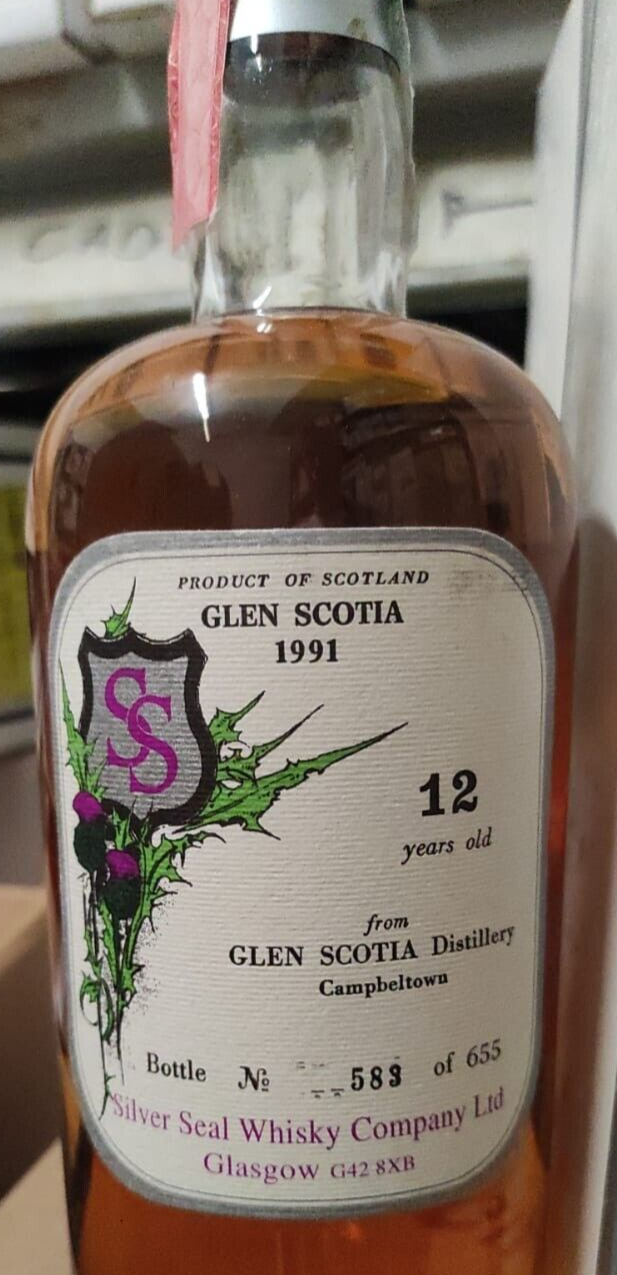 PRODUCT OF SCOTLAND
GLEN SCOTIA
1991
SS
12
years old
from
GLEN SCOTIA Distillery
Campbeltown
Bottle № 583 of 655
Silver Seal Whisky Company Ltd
Glasgow G42 8XB